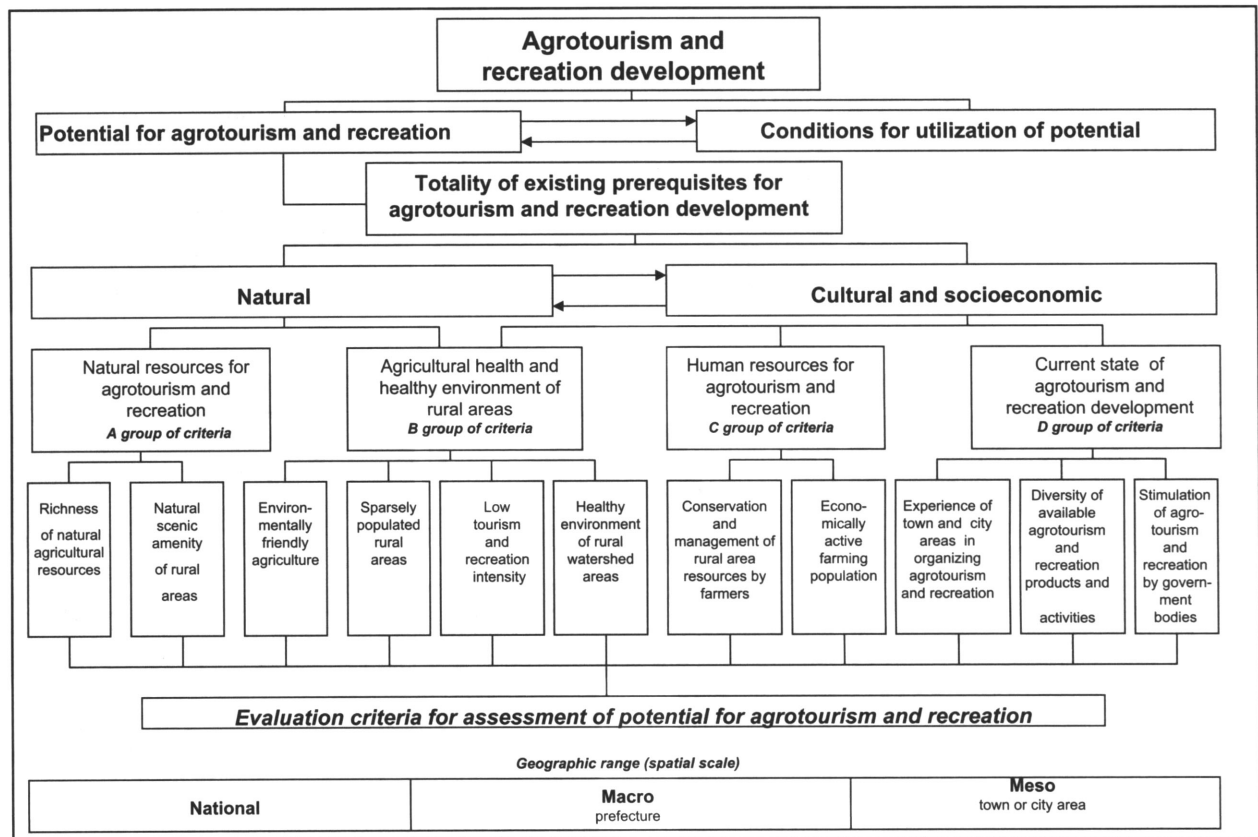 Agrotourism and
recreation development
Potential for agrotourism and recreation
Conditions for utilization of potential
Totality of existing prerequisites for
agrotourism and recreation development
Natural
Cultural and socioeconomic
Natural resources for
agrotourism and
recreation
A group of criteria
Agricultural health and
healthy environment of
rural areas
B group of criteria
Human resources for
agrotourism and
recreation
C group of criteria
Current state of
agrotourism and
recreation development
D group of criteria
Richness
of natural
agricultural
resources
Natural
scenic
amenity
of rural
areas
Environ-
mentally
friendly
agriculture
Sparsely
populated
rural
areas
Low
tourism
and
recreation
intensity
Healthy
environment
of rural
watershed
areas
Conservation
and
management of
rural area
resources by
farmers
Econo-
mically
active
farming
population
Experience of
town and city
areas in
organizing
agrotourism
and recreation
Diversity of
available
agrotourism
and
recreation
products and
activities
Stimulation
of agro-
tourism
and
recreation
by govern-
ment
bodies
Evaluation criteria for assessment of potential for agrotourism and recreation
Geographic range (spatial scale)
National
Macro
prefecture
Meso
town or city area